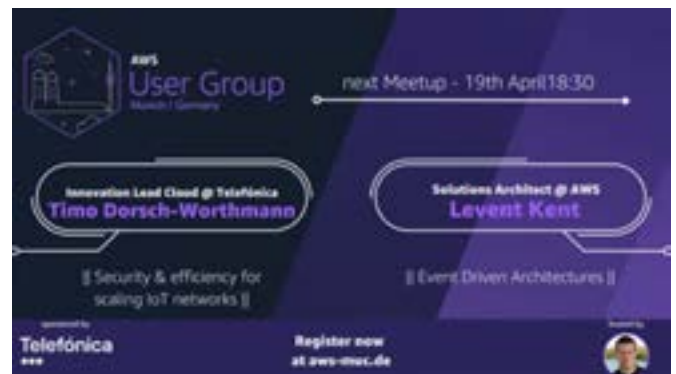 AWS
User Group
Munich | Germany
next Meetup - 19th April18:30
Innovation Lead Cloud @ Telefónica
Timo Dorsch-Worthmann
Solutions Architect @ AWS
Levent Kent
|| Security & efficiency for
scaling IoT networks ||
|| Event Driven Architectures ||
sponsored by
Telefónica
Register now
at aws-muc.de
hosted by